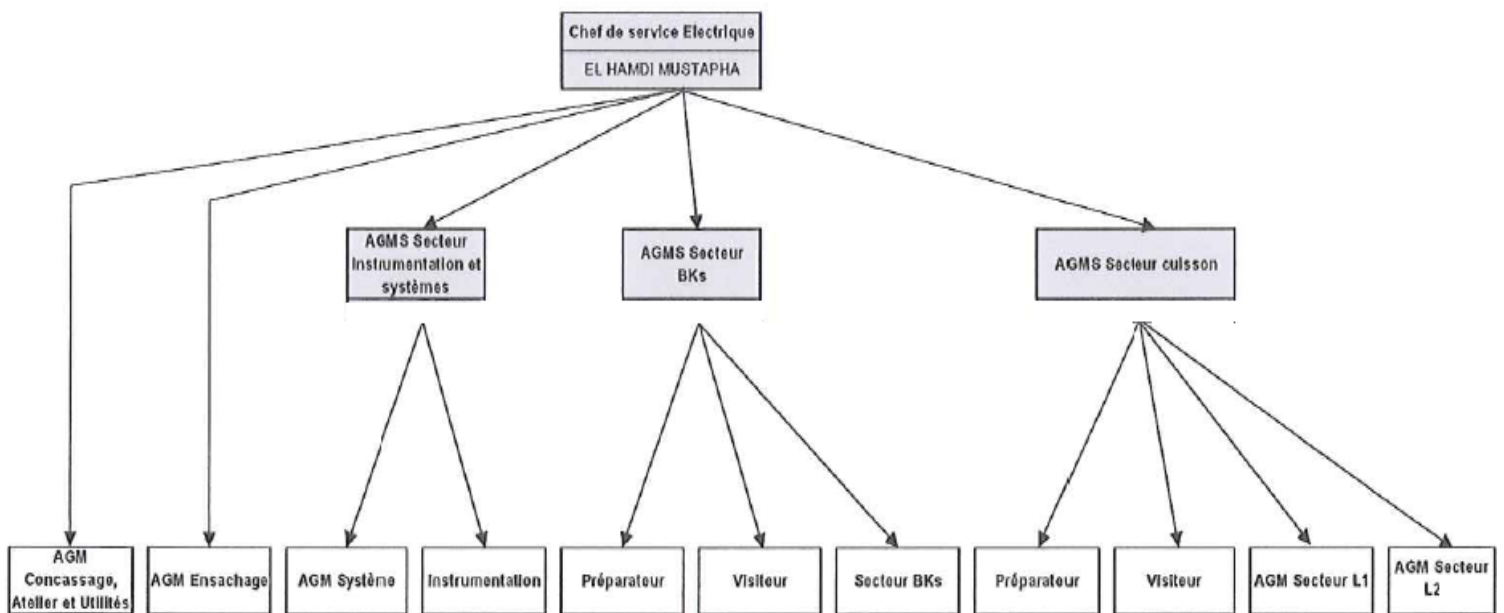 Chef de service Electrique
EL HAMDI MUSTAPHA
AGMS Secteur
Instrumentation et
systèmes
AGMS Secteur
BKs
AGMS Secteur cuisson
AGM
Concassage,
Atelier et Utilités
AGM Ensachage
AGM Système
Instrumentation
Préparateur
Visiteur
Secteur BKs
Préparateur
Visiteur
AGM Secteur L1
AGM Secteur
L2